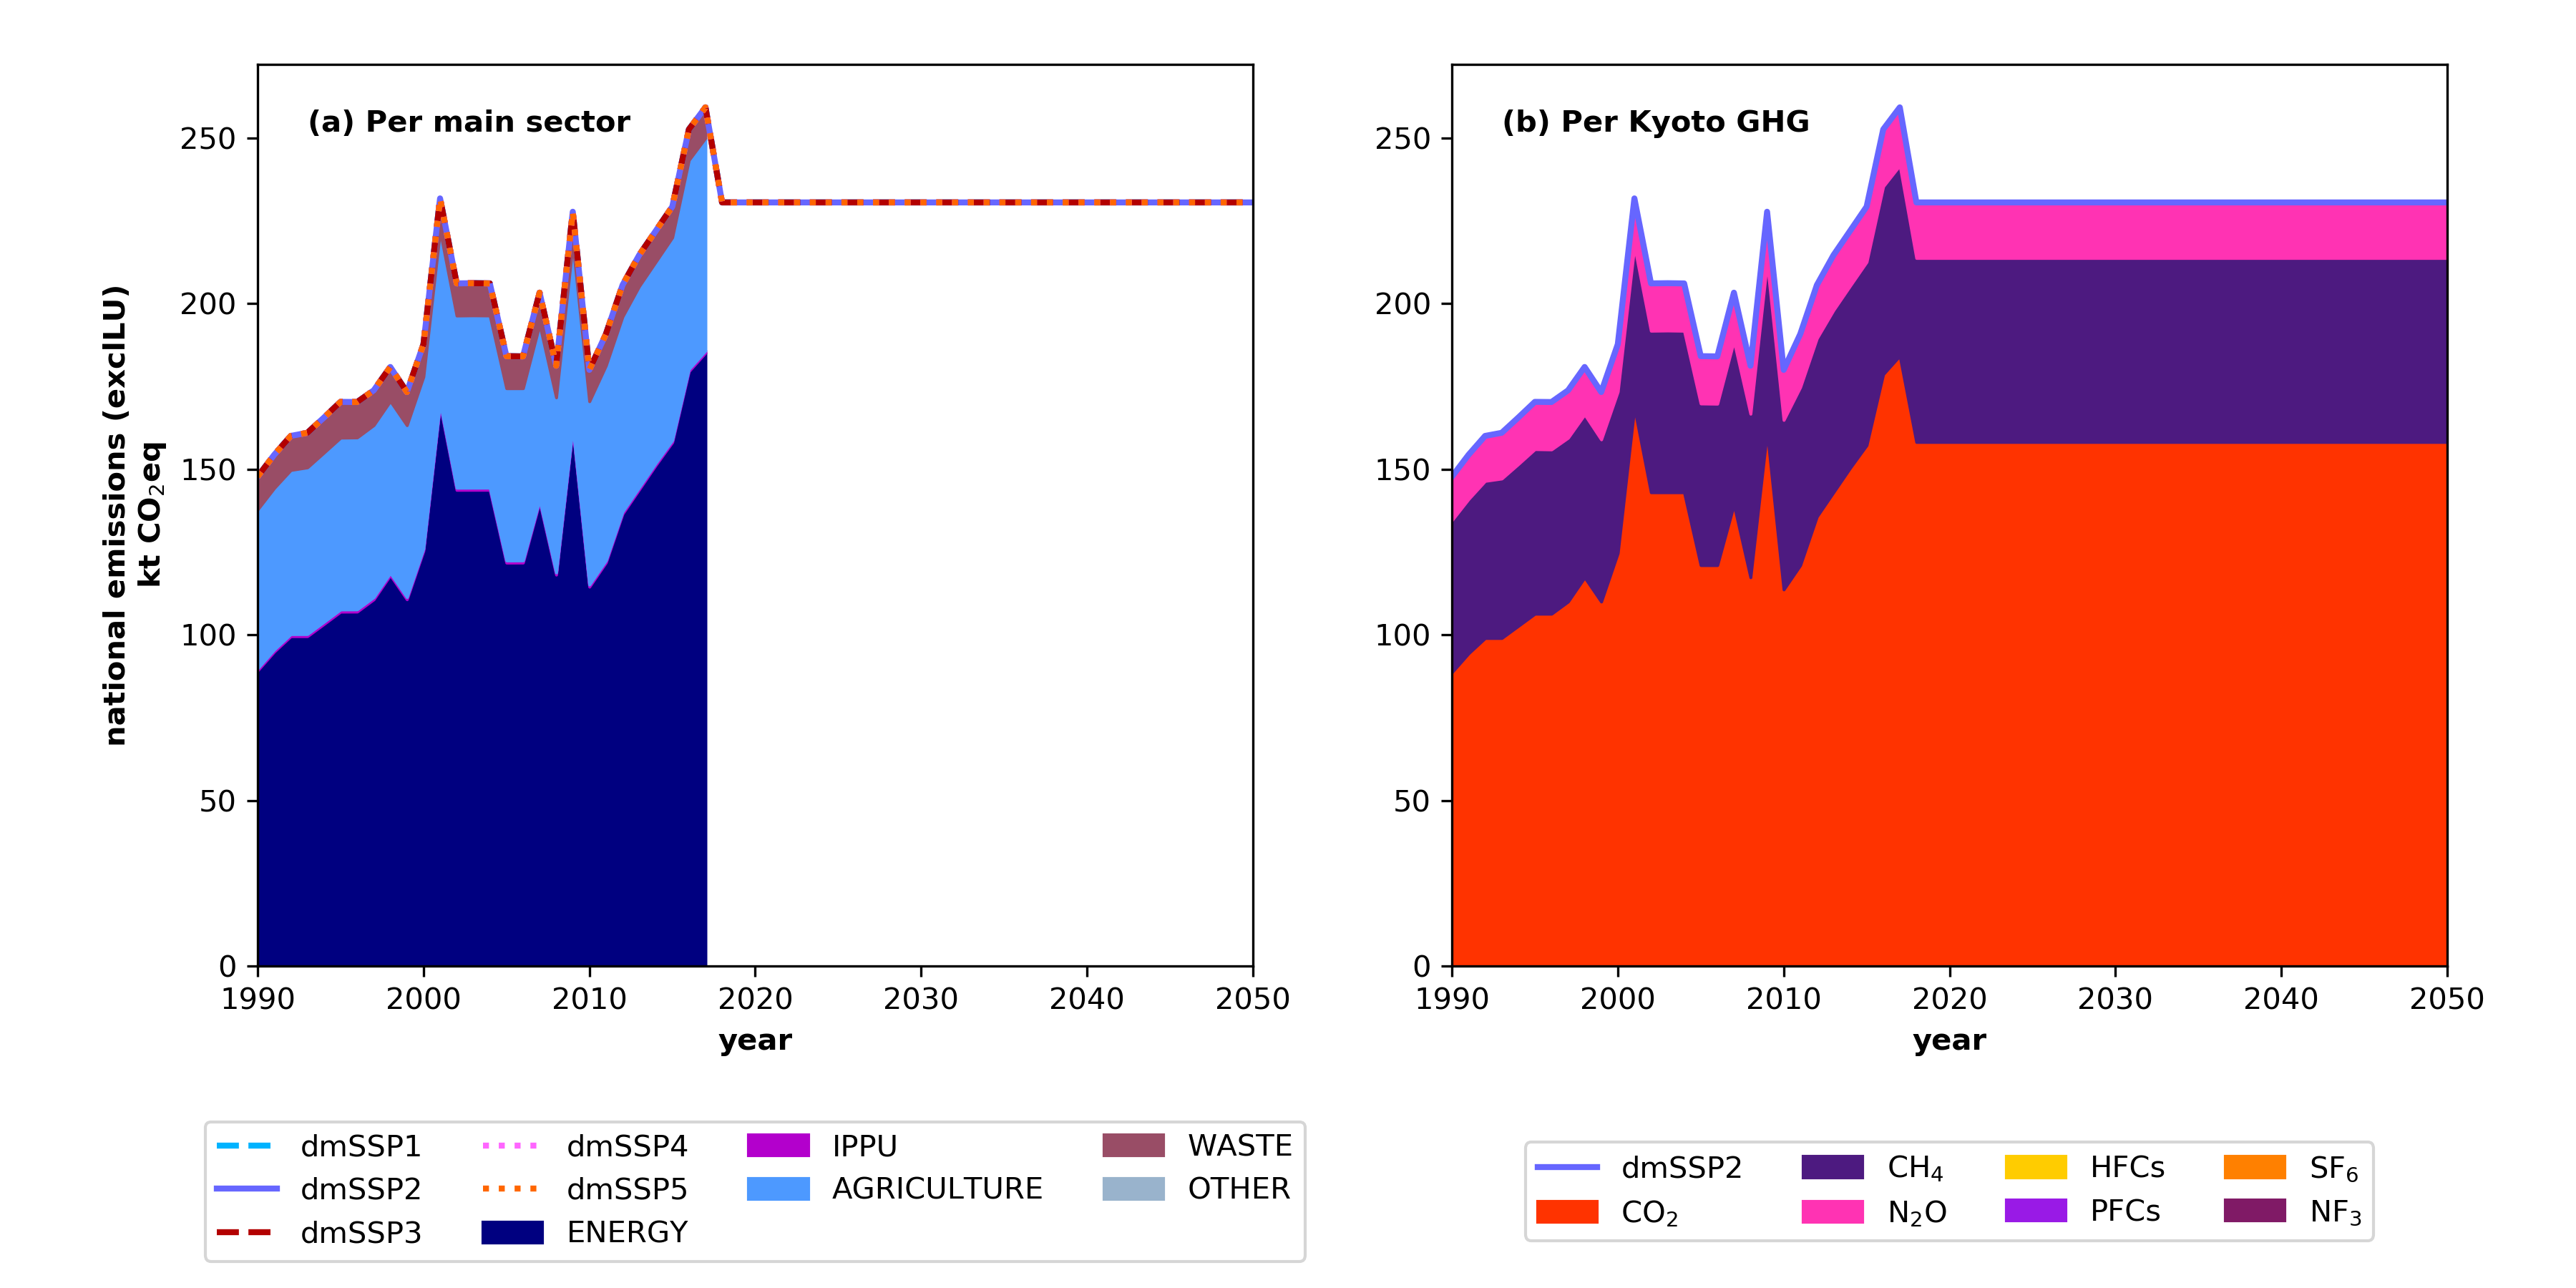 (a) Per main sector
national emissions (exclLU)
kt CO₂eq
250
200
150
100
50
0
1990 2000 2010 2020 2030 2040 2050
year
(b) Per Kyoto GHG
250
200
150
100
50
0
1990 2000 2010 2020 2030 2040 2050
year
dmSSP1 dmSSP4 IPPU WASTE
dmSSP2 dmSSP5 AGRICULTURE OTHER
dmSSP3 ENERGY
dmSSP2 CH₄ HFCs SF₆
CO₂ N₂O PFCs NF₃